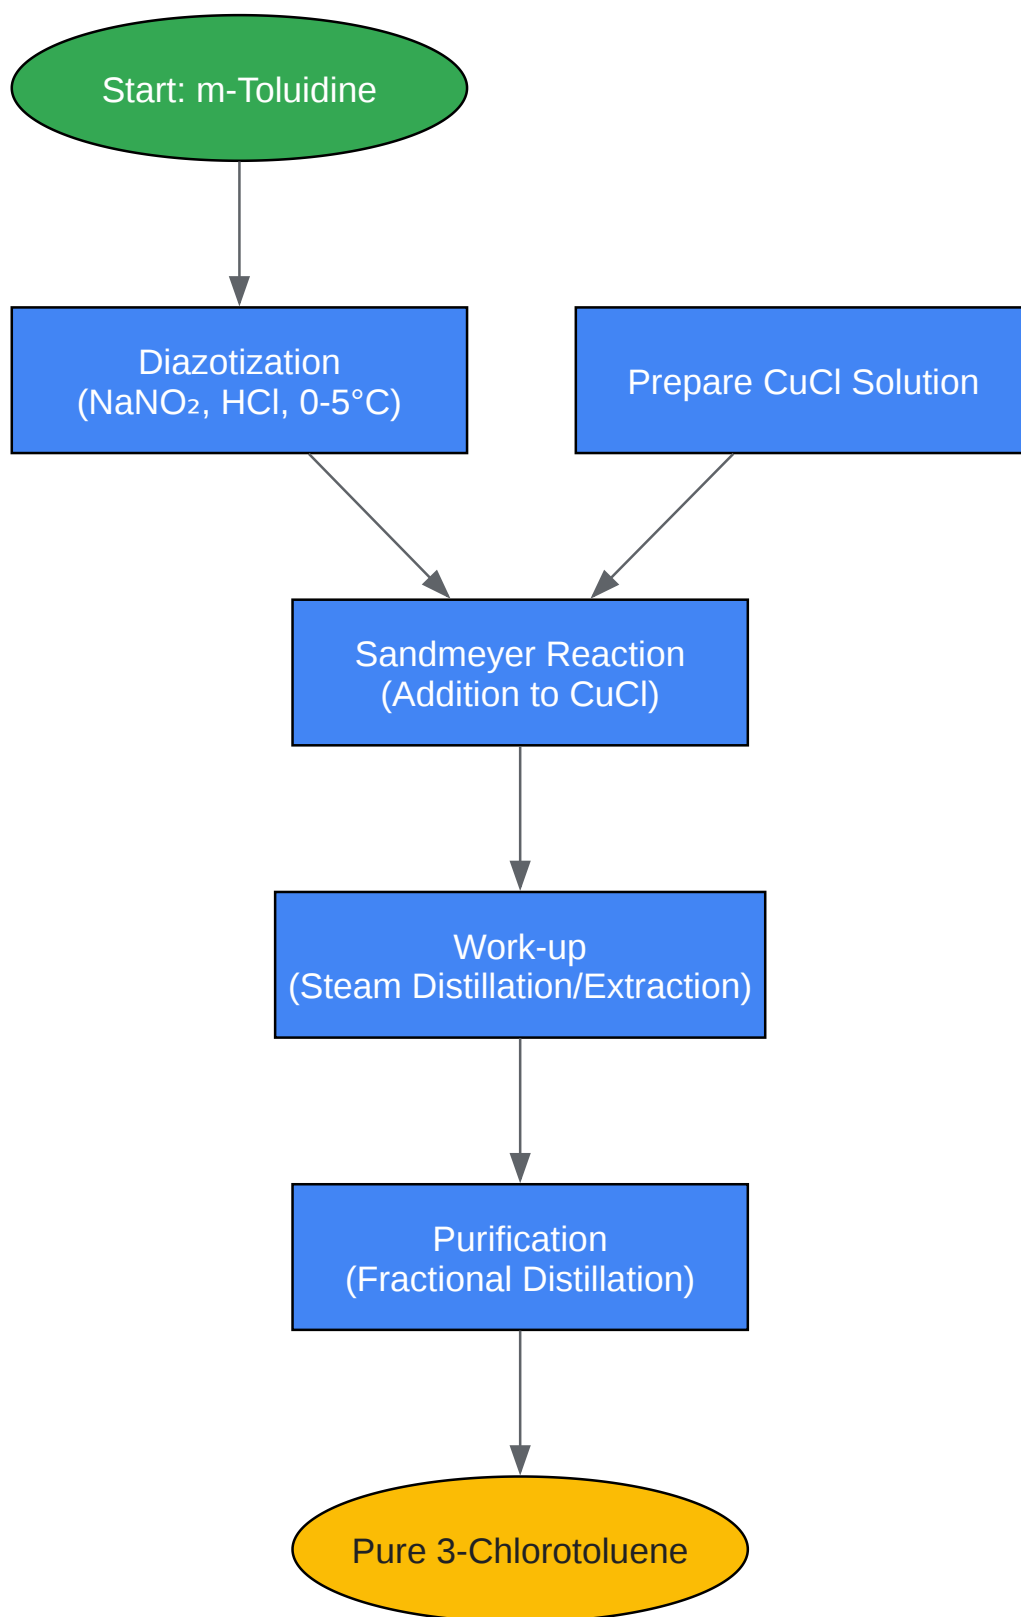 Start: m-Toluidine
Diazotization
(NaNO₂, HCl, 0-5°C)
Prepare CuCl Solution
Sandmeyer Reaction
(Addition to CuCl)
Work-up
(Steam Distillation/Extraction)
Purification
(Fractional Distillation)
Pure 3-Chlorotoluene